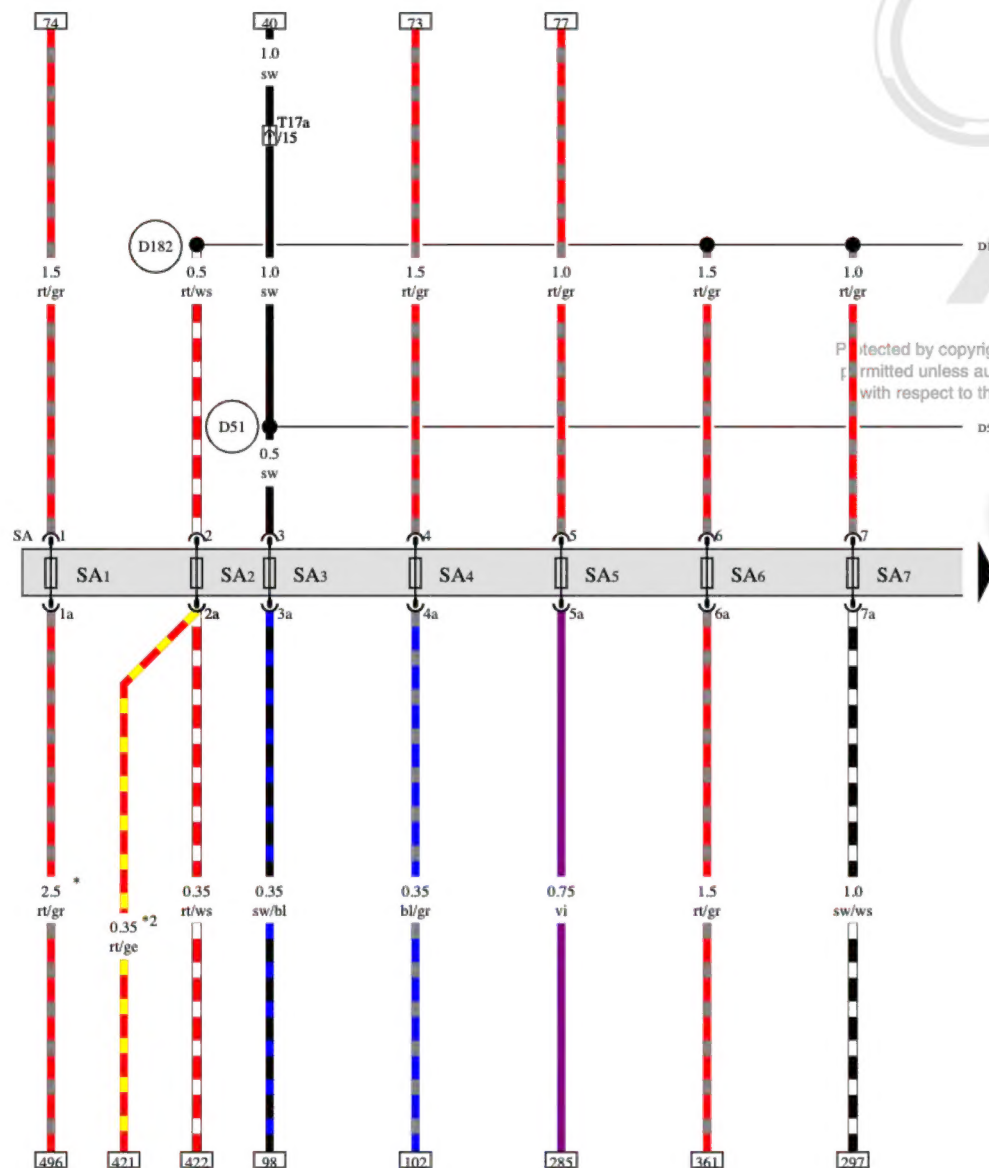 74 40 73 77
1.0
sw
T17a
/15
D182
1.5 0.5 1.0 1.5 1.0 1.5 1.0
rt/gr rt/ws sw rt/gr rt/gr rt/gr rt/gr
D51
0.5
sw
SA 1 2 3 4 5 6 7
SA1 SA2 SA3 SA4 SA5 SA6 SA7
1a 2a 3a 4a 5a 6a 7a
2.5 * 0.35 0.35 0.35 0.75 1.5 1.0
rt/gr rt/ws sw/bl bl/gr vi rt/gr sw/ws
0.35 *2
rt/ge
496 421 422 98 102 285 361 297
with respect to